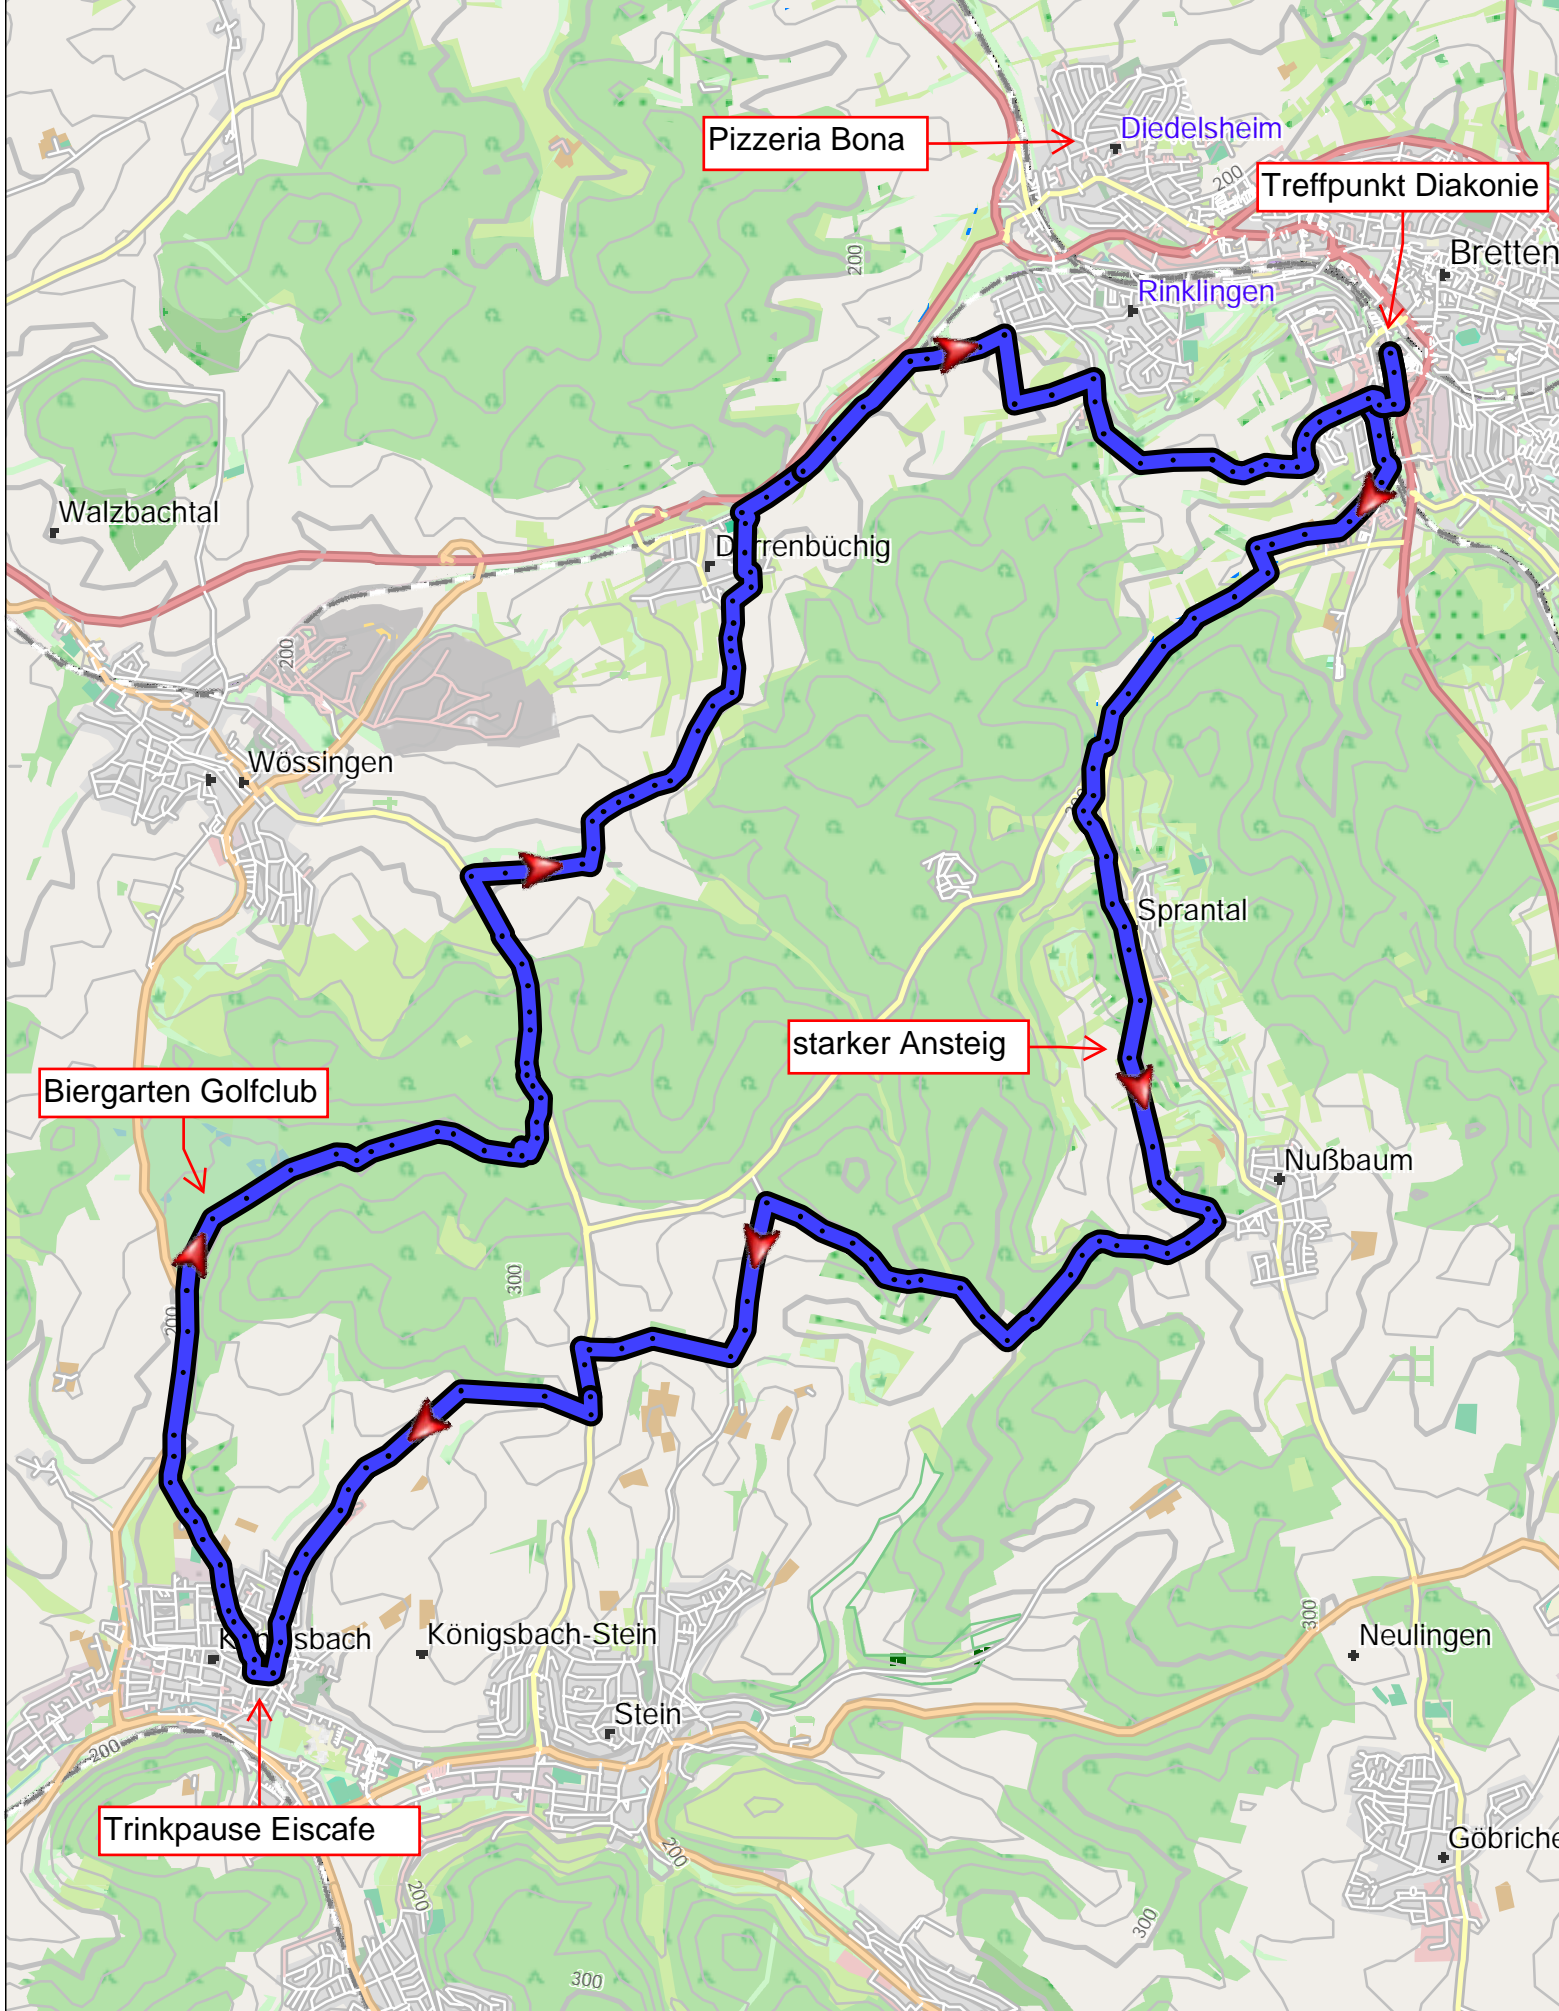 Pizzeria Bona
Diedelsheim
200
Treffpunkt Diakonie
Bretten
200
Rinklingen
Walzbachtal
D rrenbüchig
200
Wössingen
Sprantal
starker Ansteig
Biergarten Golfclub
Nußbaum
300
200
300
K sbach
Königsbach-Stein
Neulingen
Stein
200
Trinkpause Eiscafe
200
Göbriche
200
300
300